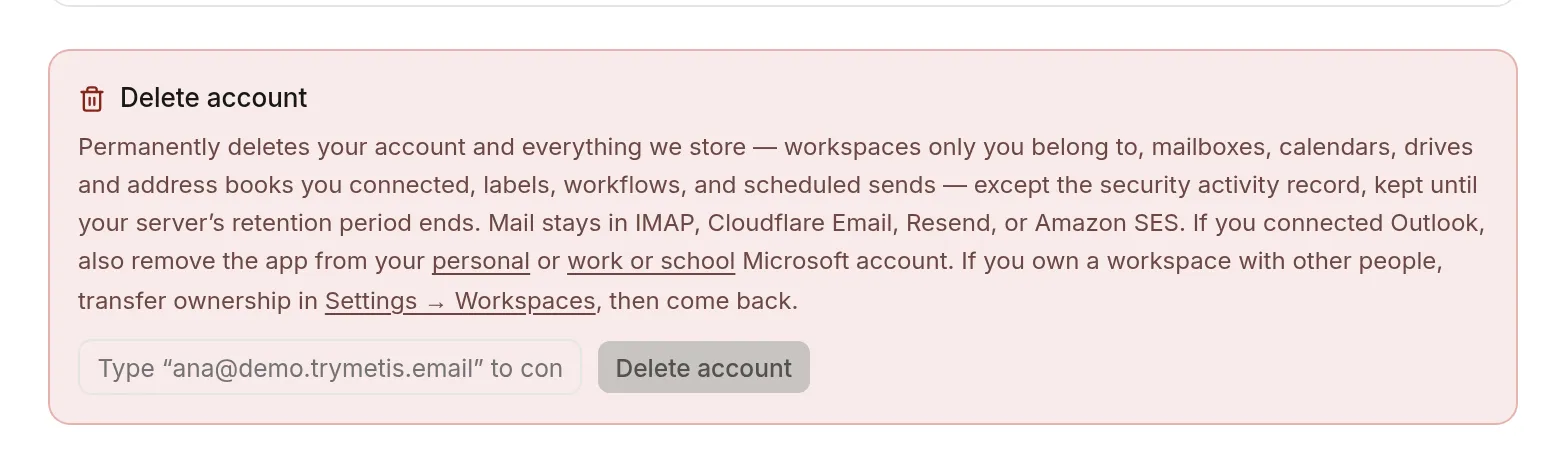 Delete account
Permanently deletes your account and everything we store — workspaces only you belong to, mailboxes, calendars, drives
and address books you connected, labels, workflows, and scheduled sends — except the security activity record, kept until
your server’s retention period ends. Mail stays in IMAP, Cloudflare Email, Resend, or Amazon SES. If you connected Outlook,
also remove the app from your personal or work or school Microsoft account. If you own a workspace with other people,
transfer ownership in Settings → Workspaces, then come back.
Type “ana@demo.trymetis.email” to con
Delete account